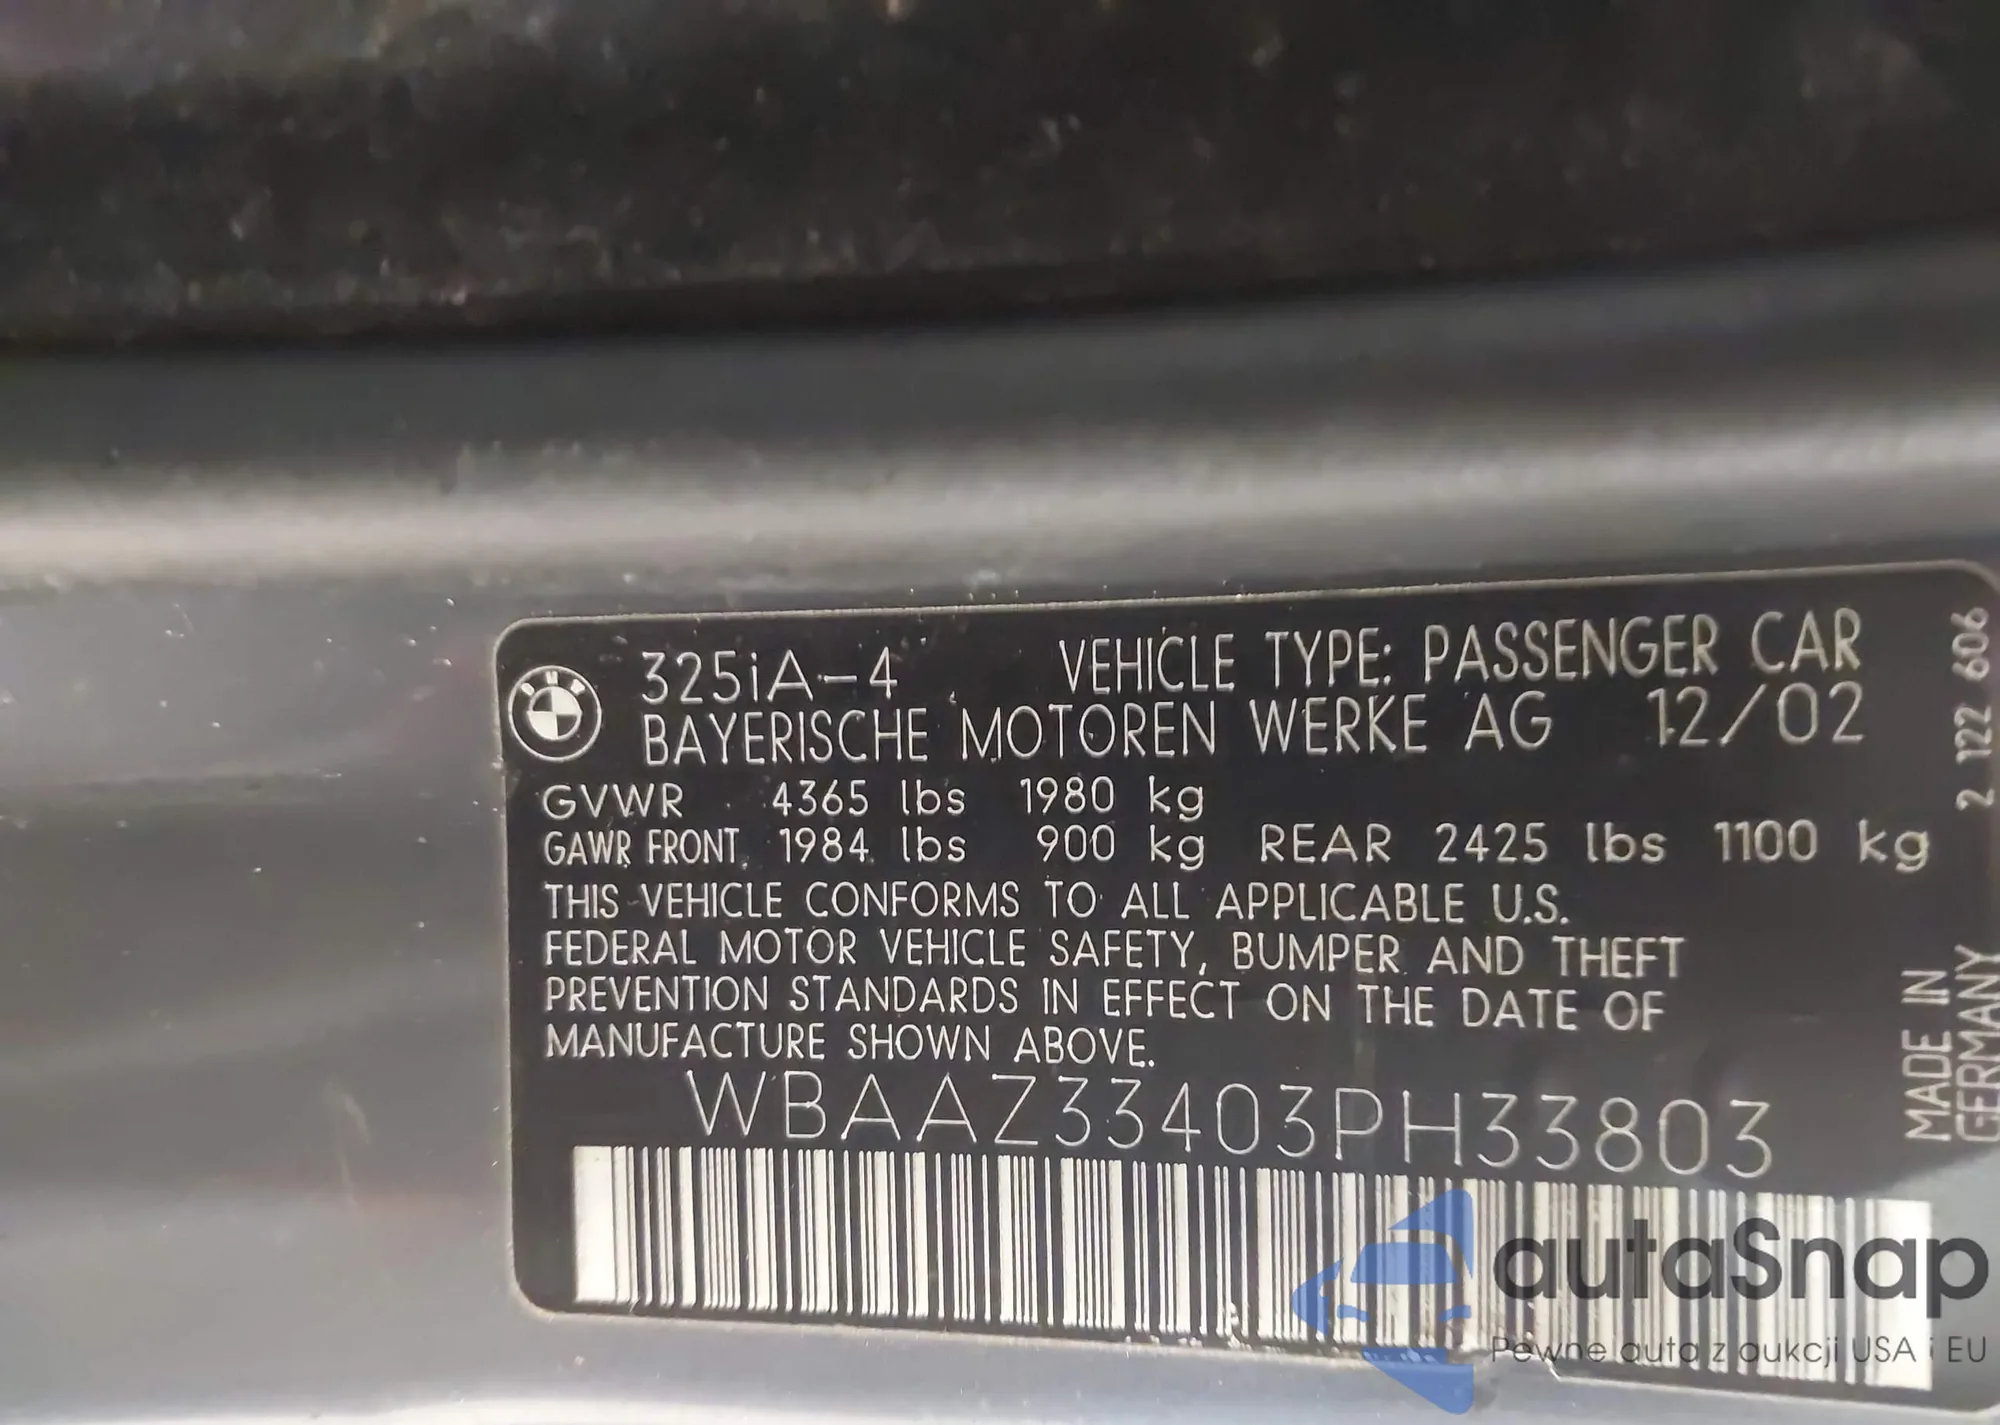 325iA-4 VEHICLE TYPE: PASSENGER CAR
BAYERISCHE MOTOREN WERKE AG 12/02
GVWR 4365 lbs 1980 kg
GAWR FRONT 1984 lbs 900 kg REAR 2425 lbs 1100 kg
THIS VEHICLE CONFORMS TO ALL APPLICABLE U.S.
FEDERAL MOTOR VEHICLE SAFETY, BUMPER AND THEFT
PREVENTION STANDARDS IN EFFECT ON THE DATE OF
MANUFACTURE SHOWN ABOVE.
WBAAZ33403PH33803
2 122 606
MADE IN
GERMANY
BMW
autaSnap
Pewne auta z aukcji USA i EU